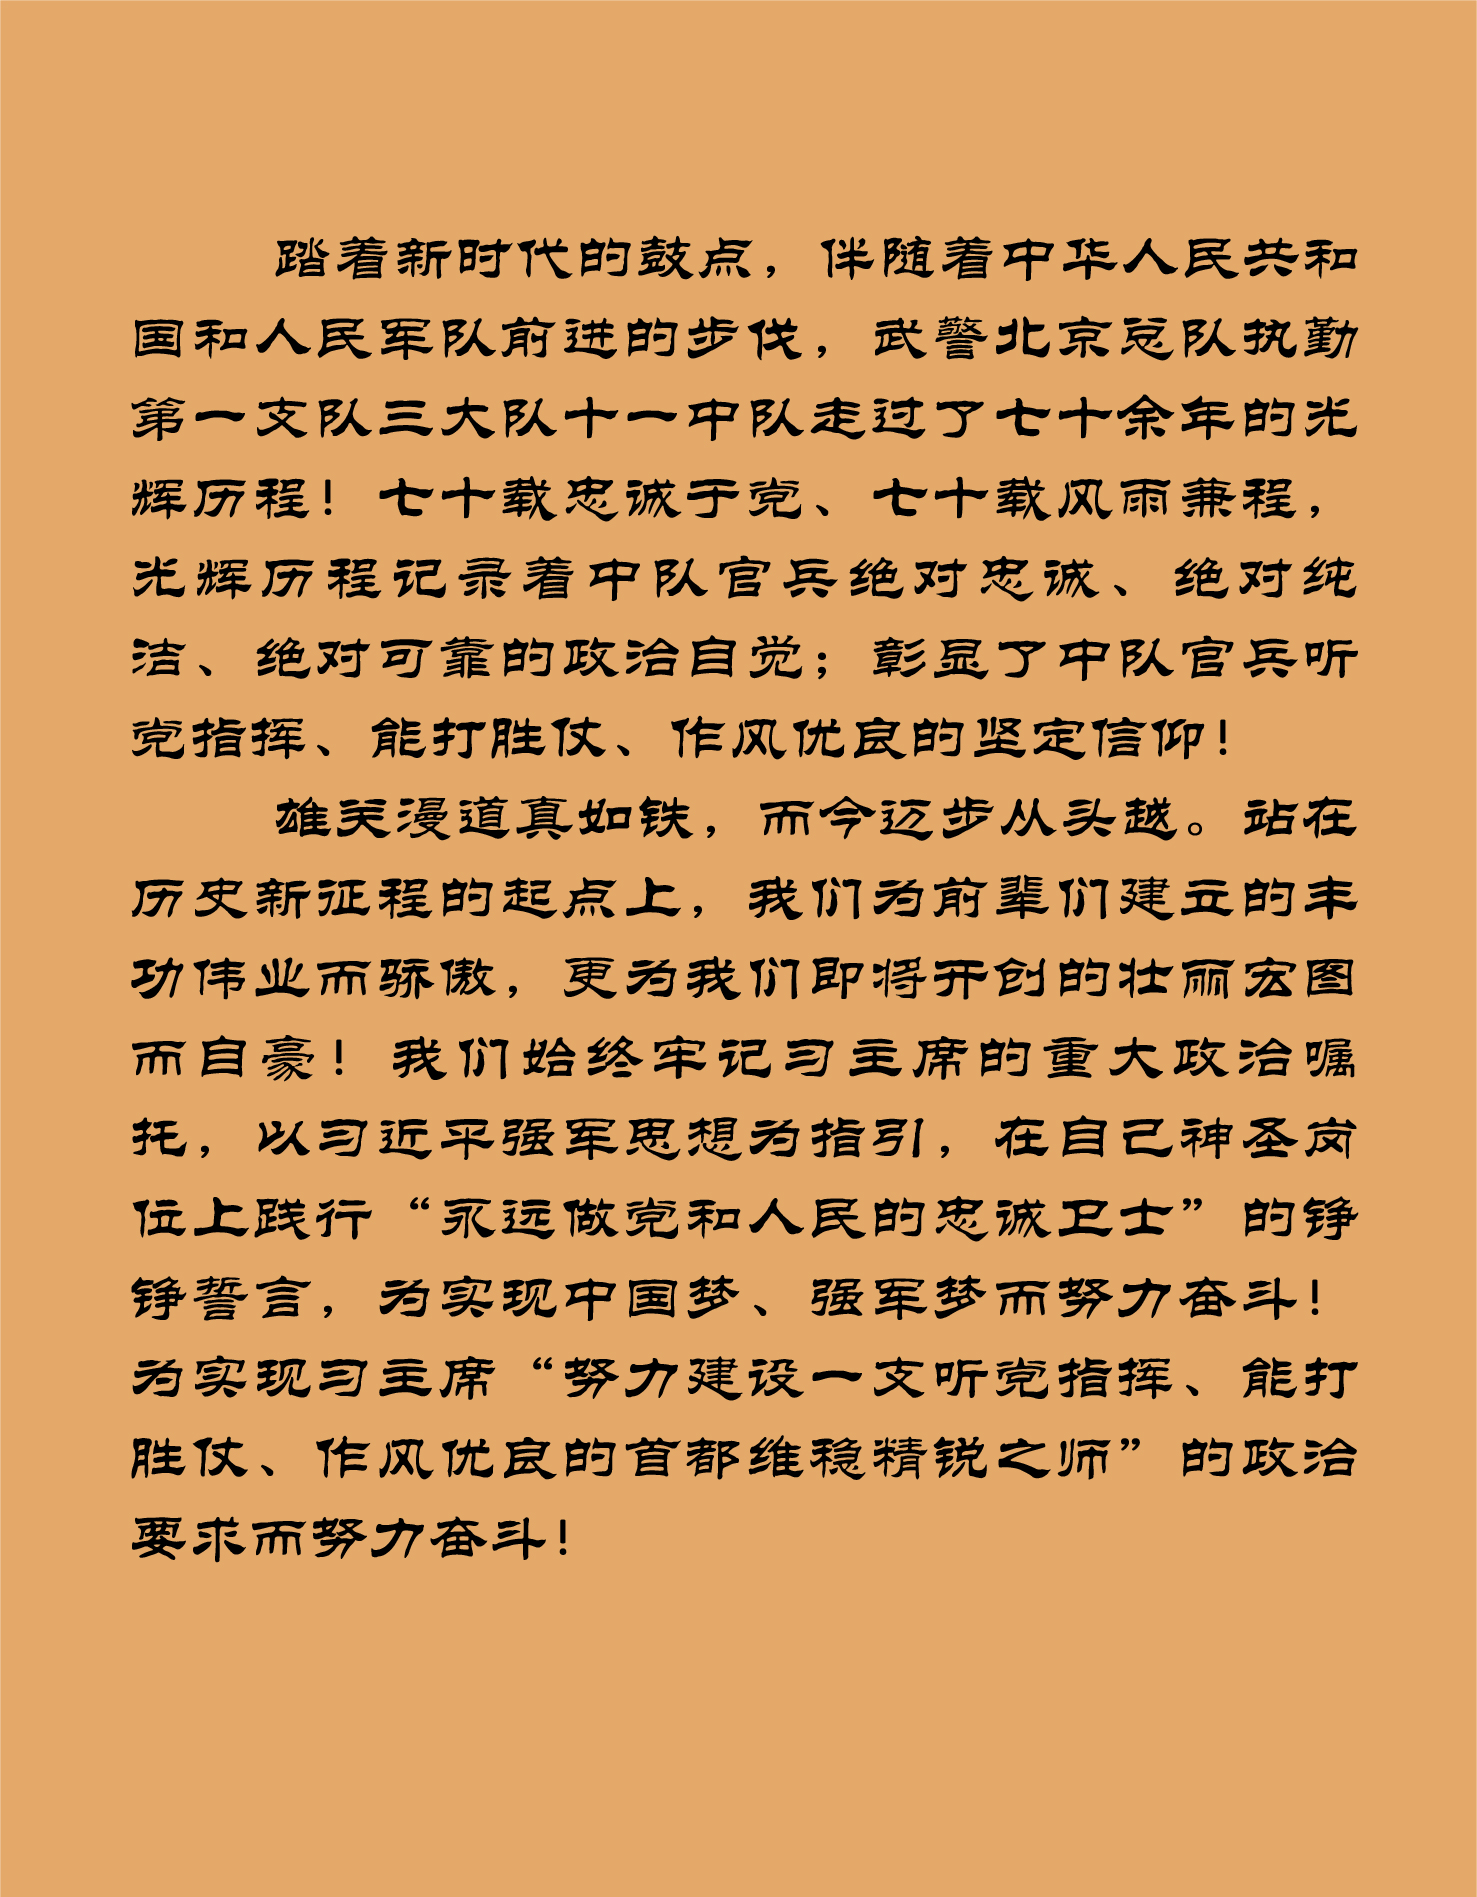 踏着新时代的鼓点，伴随着中华人民共和
国和人民军队前进的步伐，武警北京总队执勤
第一支队三大队十一中队走过了七十余年的光
辉历程！七十载忠诚于党、七十载风雨兼程，
光辉历程记录着中队官兵绝对忠诚、绝对纯
洁、绝对可靠的政治自觉；彰显了中队官兵听
党指挥、能打胜仗、作风优良的坚定信仰！
雄关漫道真如铁，而今迈步从头越。站在
历史新征程的起点上，我们为前辈们建立的丰
功伟业而骄傲，更为我们即将开创的壮丽宏图
而自豪！我们始终牢记习主席的重大政治嘱
托，以习近平强军思想为指引，在自己神圣岗
位上践行“永远做党和人民的忠诚卫士”的铮
铮誓言，为实现中国梦、强军梦而努力奋斗！
为实现习主席“努力建设一支听党指挥、能打
胜仗、作风优良的首都维稳精锐之师”的政治
要求而努力奋斗！